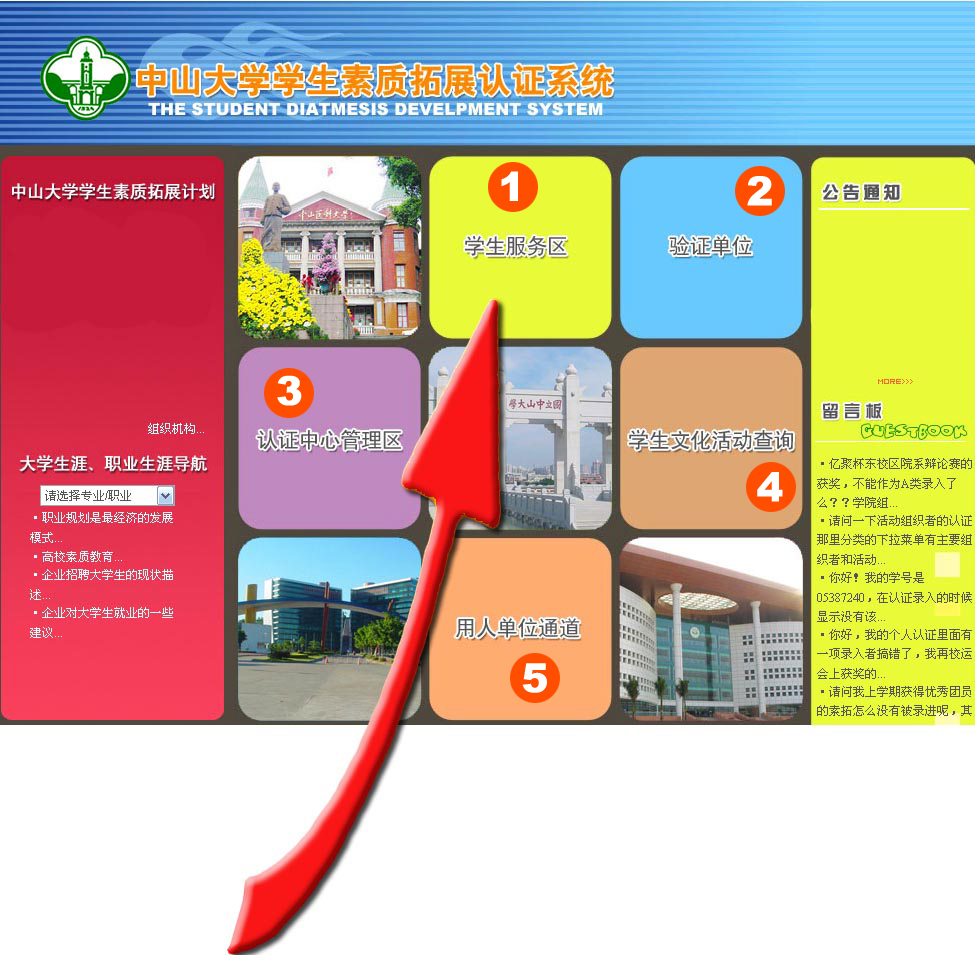 中山大学学生素质拓展认证系统
THE STUDENT DIATMESIS DEVELPMENT SYSTEM
中山大学学生素质拓展计划
组织机构...
大学生涯、职业生涯导航
请选择专业/职业
·职业规划是最经济的发展
模式...
·高校素质教育...
·企业招聘大学生的现状描
述...
·企业对大学生就业的一些
建议...
中山医科大学
1
学生服务区
2
验证单位
3
认证中心管理区
學大山中立國
学生文化活动查询
4
用人单位通道
5
公告通知
MORE>>>
留言板
GUESTBOOK
·亿聚杯东校区院系辩论赛的
获奖，不能作为A类录入了
么？？学院组...
·请问一下活动组织者的认证
那里分类的下拉菜单有主要组
织者和活动...
·你好！我的学号是
05387240，在认证录入的时候
显示没有该...
·你好，我的个人认证里面有
一项录入者搞错了，我再校运
会上获奖的...
·请问我上学期获得优秀团员
的素拓怎么没有被录进呢，其